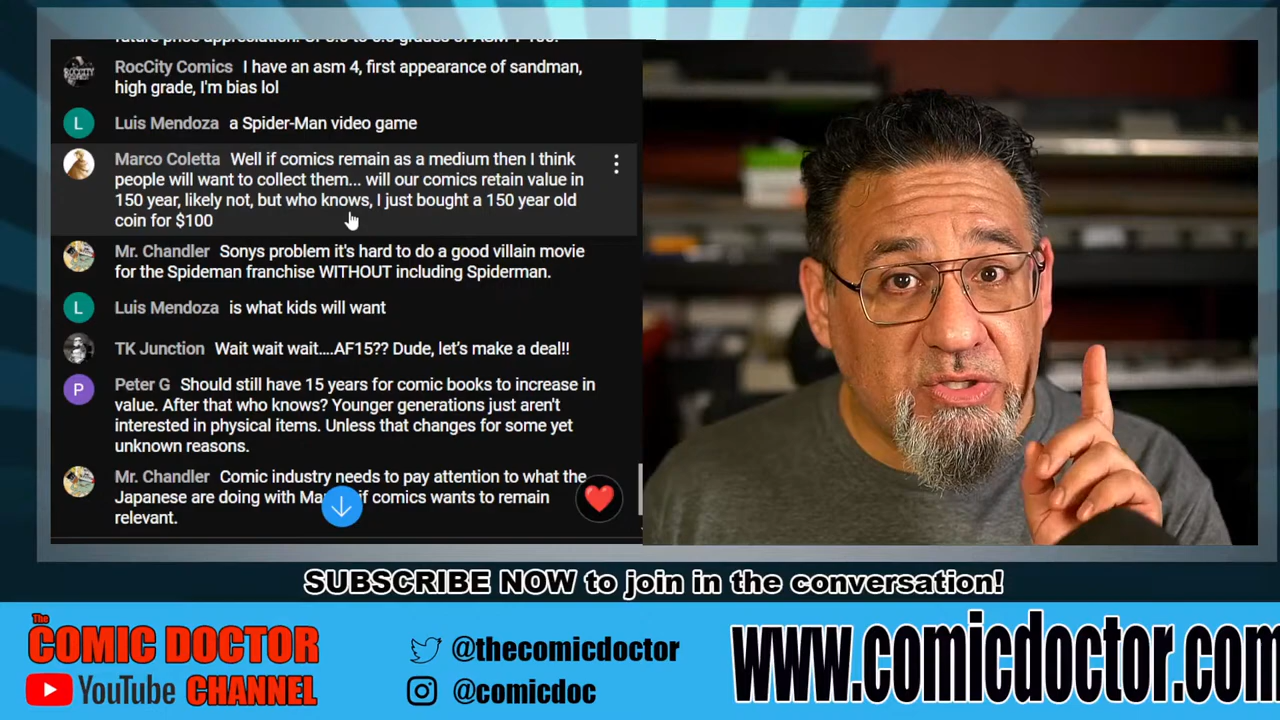 future price appreciation.
RocCity Comics I have an asm 4, first appearance of sandman,
high grade, I'm bias lol
L Luis Mendoza a Spider-Man video game
Marco Coletta Well if comics remain as a medium then I think
people will want to collect them... will our comics retain value in
150 year, likely not, but who knows, I just bought a 150 year old
coin for $100
Mr. Chandler Sonys problem it's hard to do a good villain movie
for the Spideman franchise WITHOUT including Spiderman.
L Luis Mendoza is what kids will want
TK Junction Wait wait wait....AF15?? Dude, let's make a deal!!
P Peter G Should still have 15 years for comic books to increase in
value. After that who knows? Younger generations just aren't
interested in physical items. Unless that changes for some yet
unknown reasons.
Mr. Chandler Comic industry needs to pay attention to what the
Japanese are doing with if comics wants to remain
relevant.
SUBSCRIBE NOW to join in the conversation!
The
COMIC DOCTOR
YouTube CHANNEL
@thecomicdoctor
@comicdoc
www.comicdoctor.com